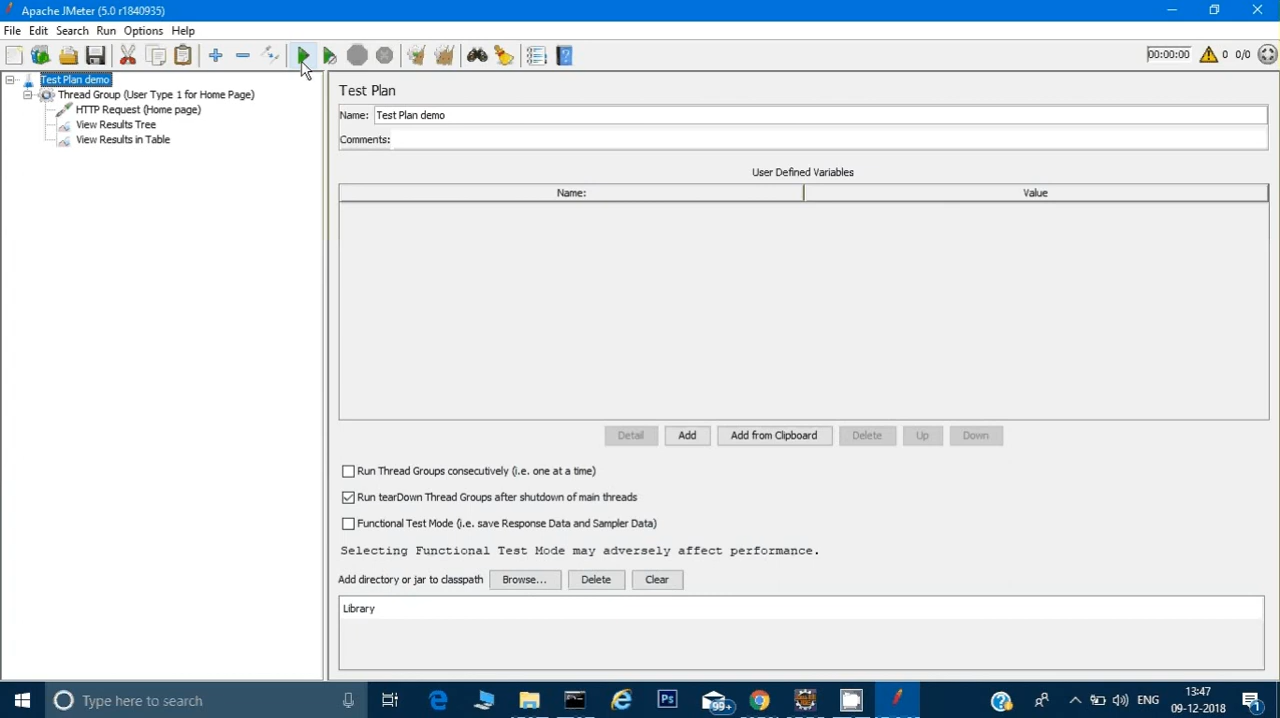 Apache JMeter (5.0 r1840935)
File Edit Search Run Options Help
00:00:00 0 0/0
Test Plan demo
Thread Group (User Type 1 for Home Page)
HTTP Request (Home page)
View Results Tree
View Results in Table
Test Plan
Name: Test Plan demo
Comments:
User Defined Variables
Name: Value
Detail Add Add from Clipboard Delete Up Down
Run Thread Groups consecutively (i.e. one at a time)
Run tearDown Thread Groups after shutdown of main threads
Functional Test Mode (i.e. save Response Data and Sampler Data)
Selecting Functional Test Mode may adversely affect performance.
Add directory or jar to classpath Browse... Delete Clear
Library
Type here to search Ps 99+ ENG 13:47
09-12-2018 1